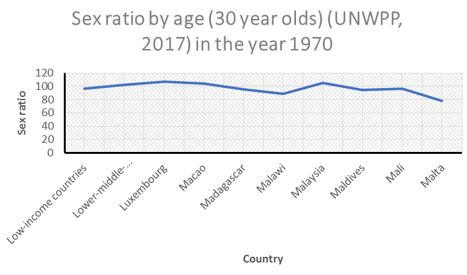 Sex ratio by age (30 year olds) (UNWPP,
2017) in the year 1970
120
100
80
60
40
20
0
Sex ratio
Low-income countries
Lower-middle-...
Luxembourg
Macao
Madagascar
Malawi
Malaysia
Maldives
Mali
Malta
Country